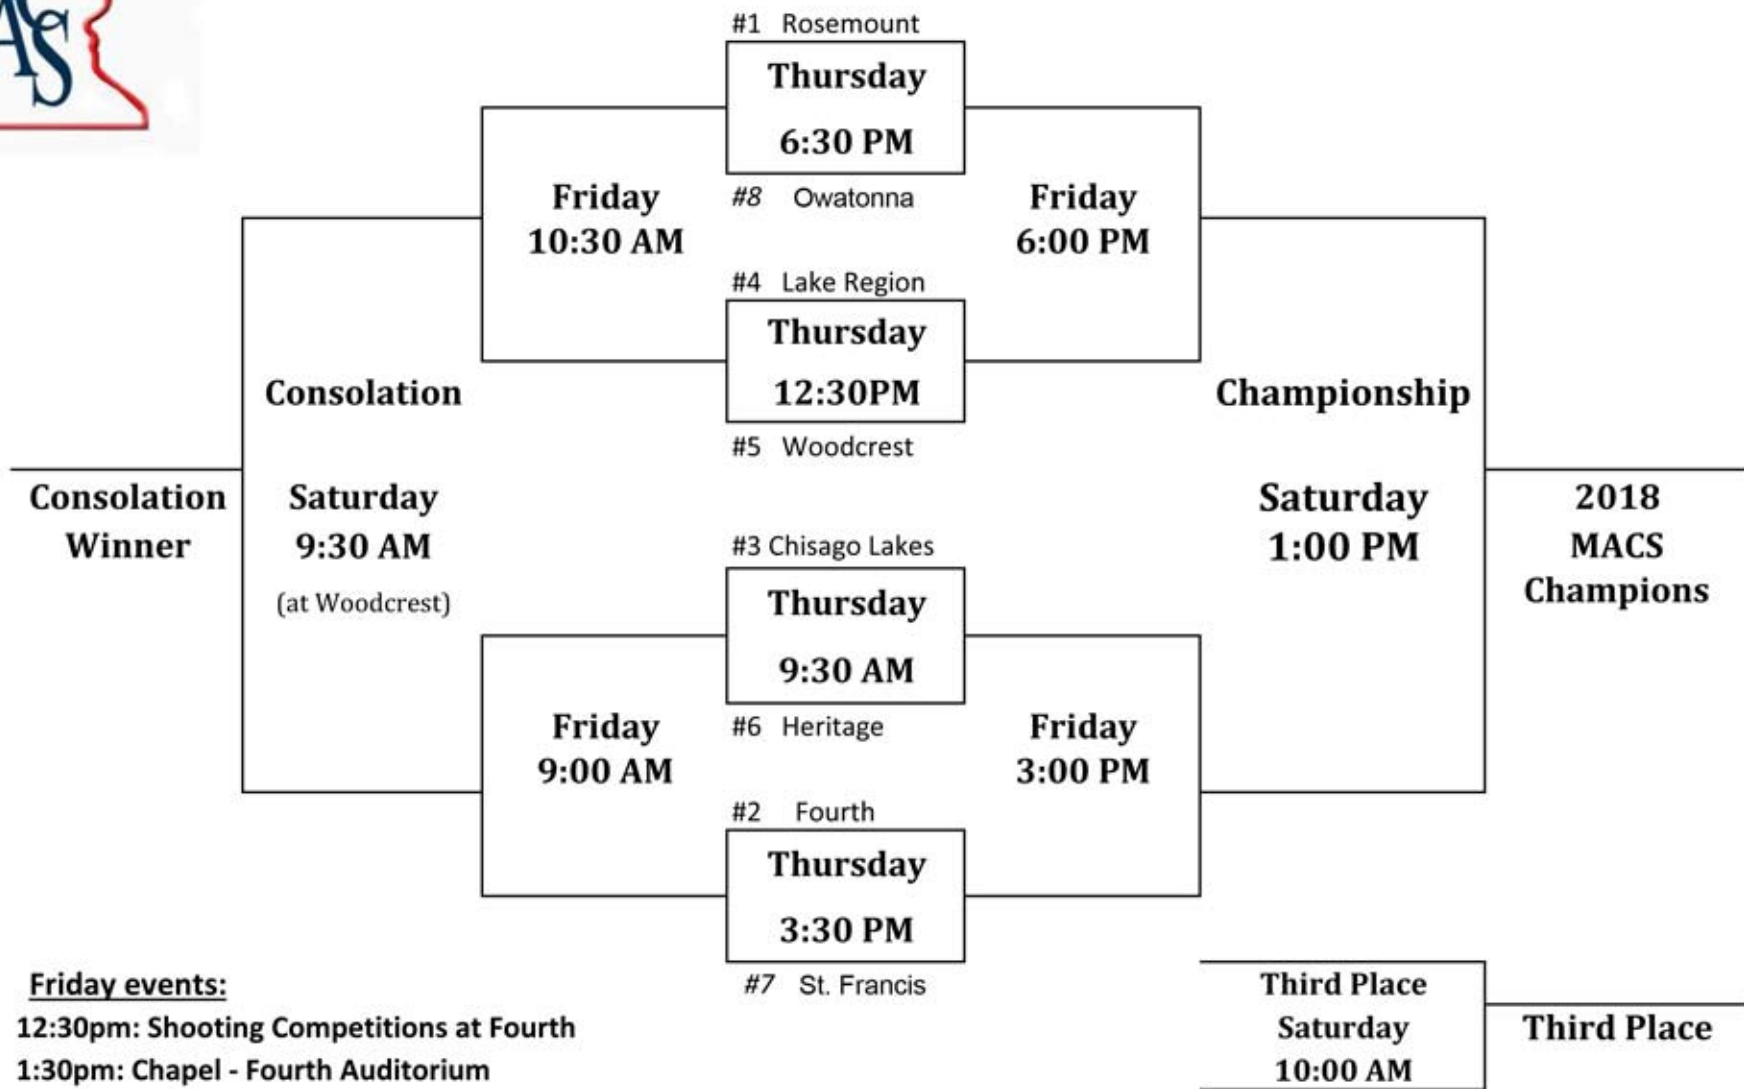 AS
#1 Rosemount
Thursday
6:30 PM
#8 Owatonna
Friday
10:30 AM
Friday
6:00 PM
#4 Lake Region
Thursday
12:30PM
#5 Woodcrest
Consolation
Championship
Consolation
Winner
Saturday
9:30 AM
(at Woodcrest)
Saturday
1:00 PM
2018
MACS
Champions
#3 Chisago Lakes
Thursday
9:30 AM
#6 Heritage
Friday
9:00 AM
Friday
3:00 PM
#2 Fourth
Thursday
3:30 PM
#7 St. Francis
Friday events:
12:30pm: Shooting Competitions at Fourth
1:30pm: Chapel - Fourth Auditorium
Third Place
Saturday
10:00 AM
Third Place